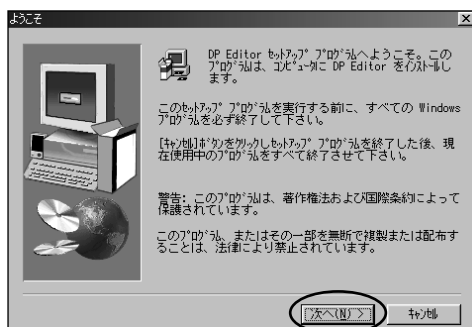 ようこそ
DP Editor ｾｯﾄｱｯﾌﾟ ﾌﾟﾛｸﾞﾗﾑへようこそ。この
ﾌﾟﾛｸﾞﾗﾑは、ｺﾝﾋﾟｭｰﾀに DP Editor をｲﾝｽﾄｰﾙし
ます。
このｾｯﾄｱｯﾌﾟ ﾌﾟﾛｸﾞﾗﾑを実行する前に、すべての Windows
ﾌﾟﾛｸﾞﾗﾑを必ず終了して下さい。
[ｷｬﾝｾﾙ]ﾎﾞﾀﾝをｸﾘｯｸしｾｯﾄｱｯﾌﾟ ﾌﾟﾛｸﾞﾗﾑを終了した後、現
在使用中のﾌﾟﾛｸﾞﾗﾑをすべて終了させて下さい。
警告: このﾌﾟﾛｸﾞﾗﾑは、著作権法および国際条約によって
保護されています。
このﾌﾟﾛｸﾞﾗﾑ、またはその一部を無断で複製または配布す
ることは、法律により禁止されています。
次へ(N) >
ｷｬﾝｾﾙ